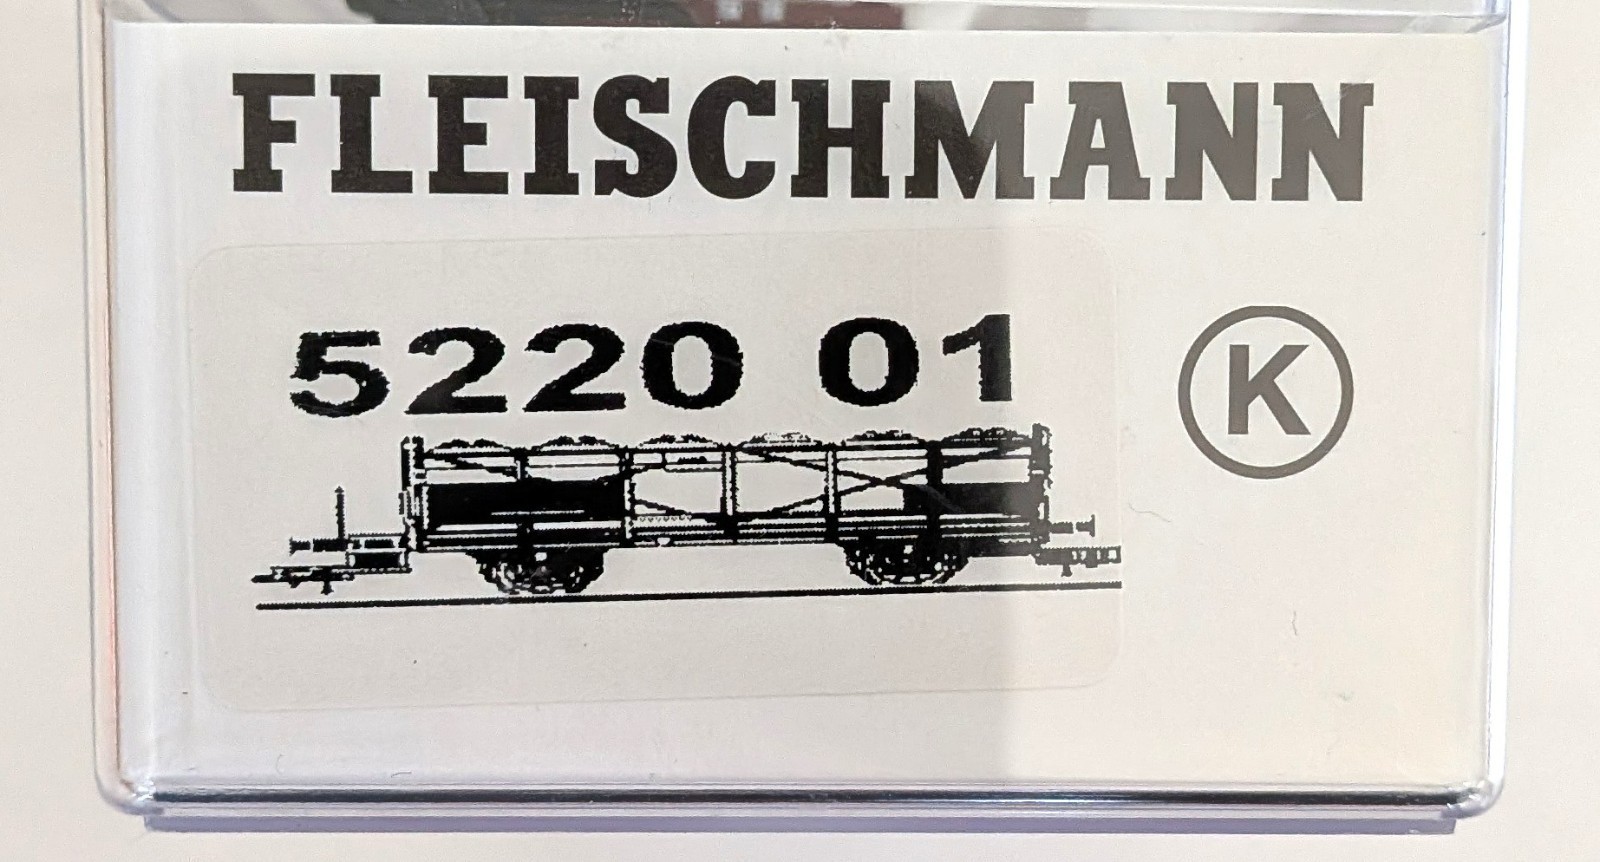 FLEISCHMANN
5220 01
K